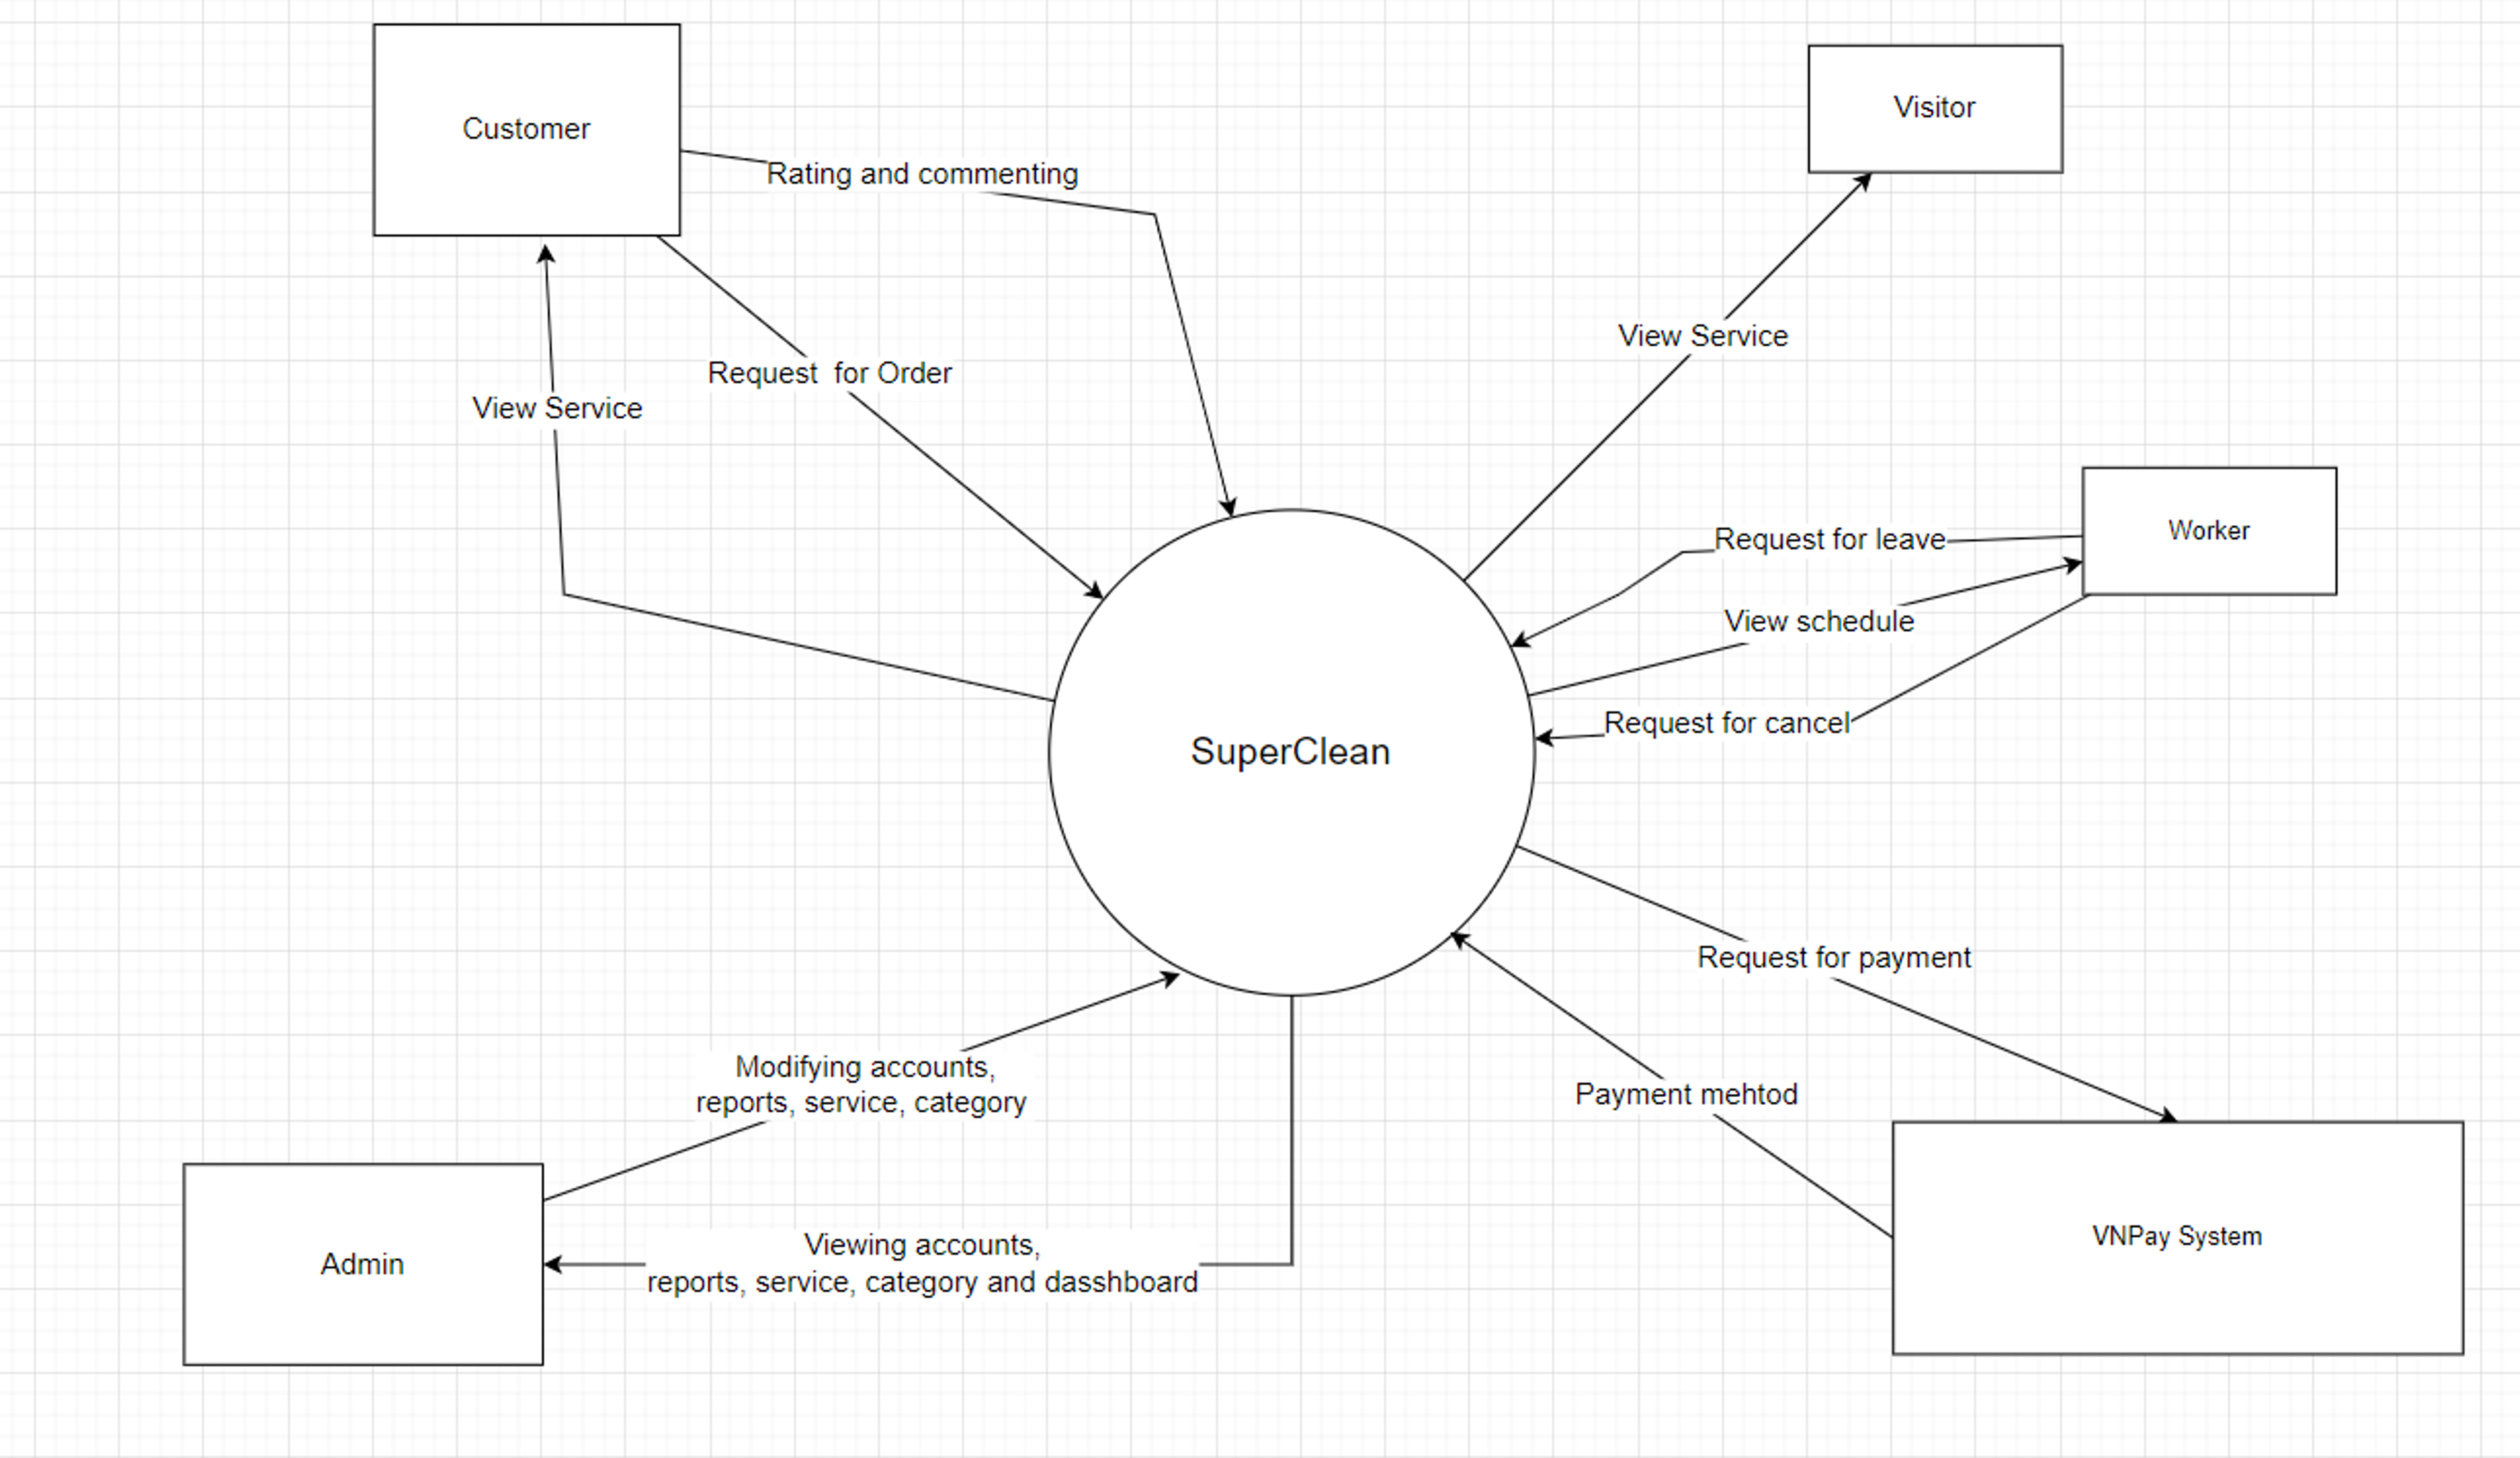 Customer
Visitor
Rating and commenting
View Service
Request  for Order
View Service
Request for leave
Worker
View schedule
Request for cancel
SuperClean
Request for payment
Modifying accounts,
reports, service, category
Payment mehtod
VNPay System
Admin
Viewing accounts,
reports, service, category and dasshboard